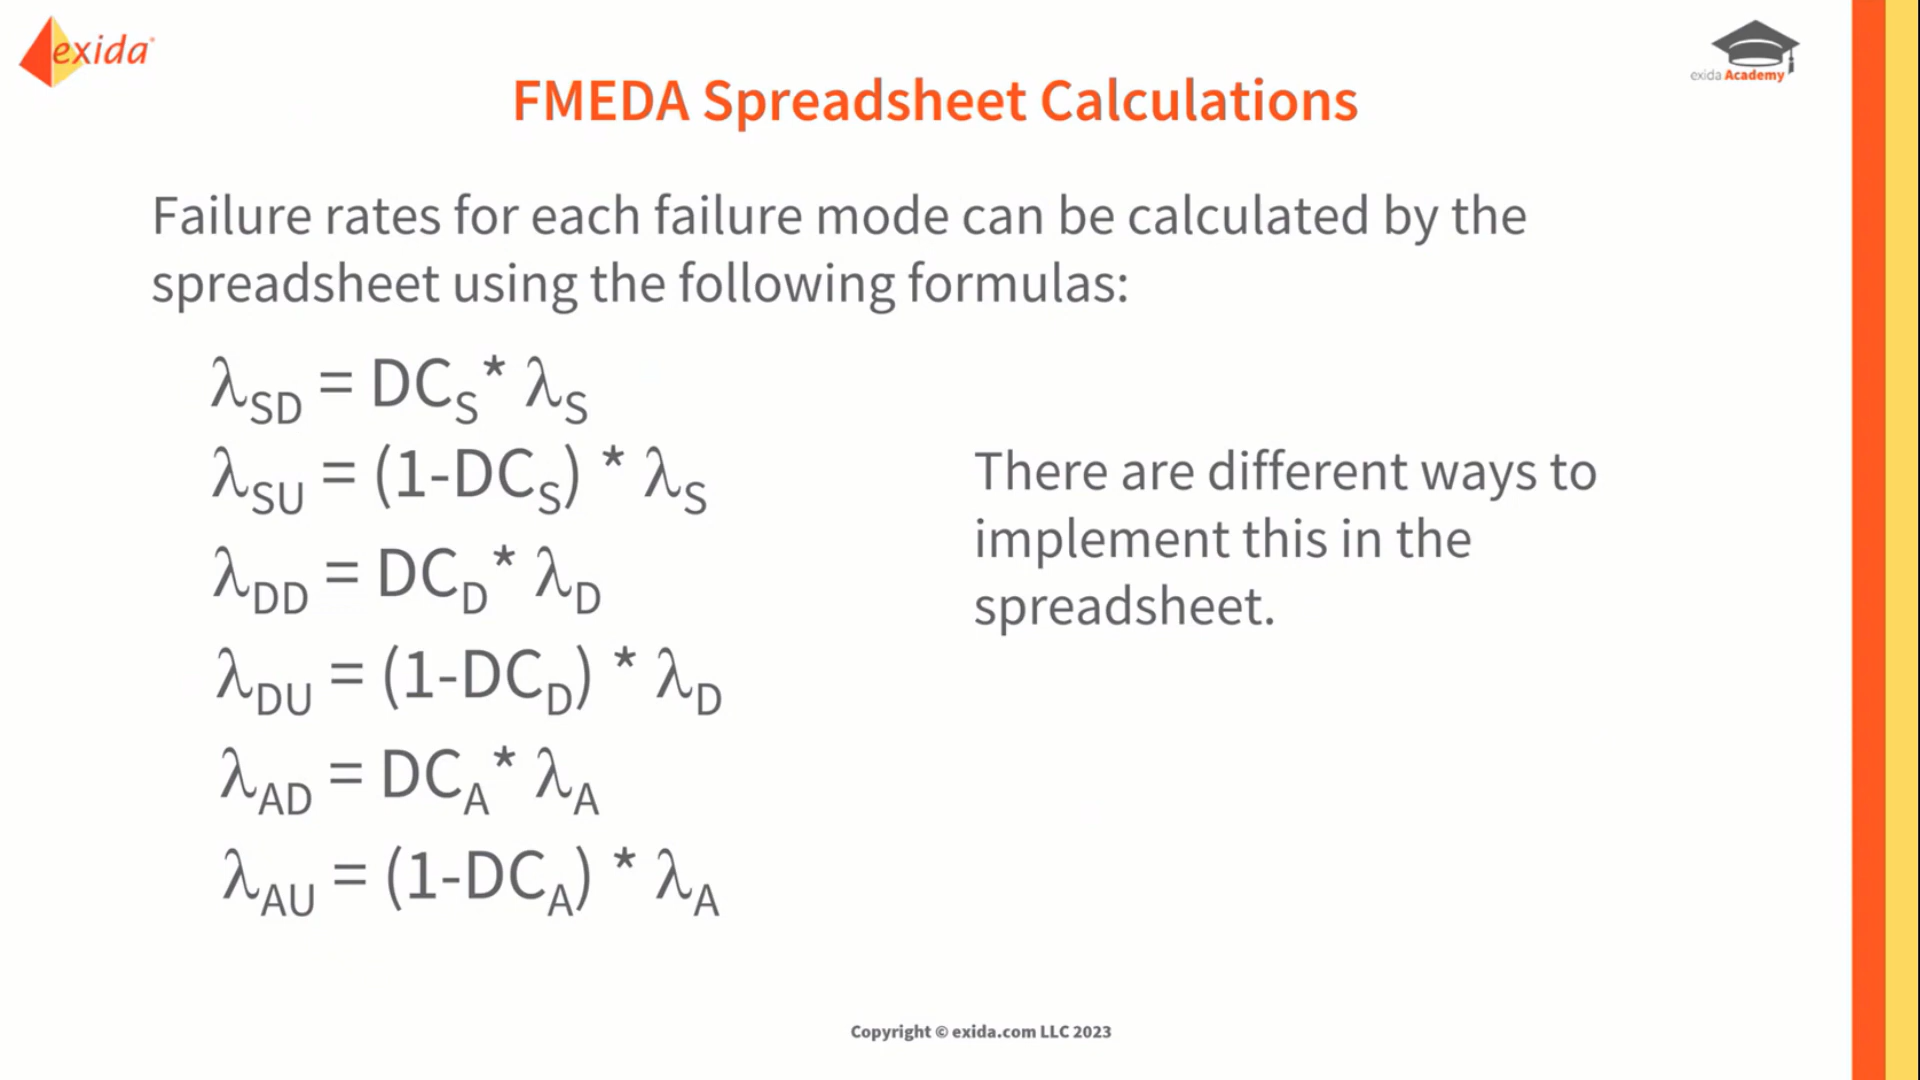 exida
exida Academy
FMEDA Spreadsheet Calculations
Failure rates for each failure mode can be calculated by the
spreadsheet using the following formulas:
λSD = DCS* λS
λSU = (1-DCS) * λS
λDD = DCD* λD
λDU = (1-DCD) * λD
λAD = DCA* λA
λAU = (1-DCA) * λA
There are different ways to
implement this in the
spreadsheet.
Copyright © exida.com LLC 2023